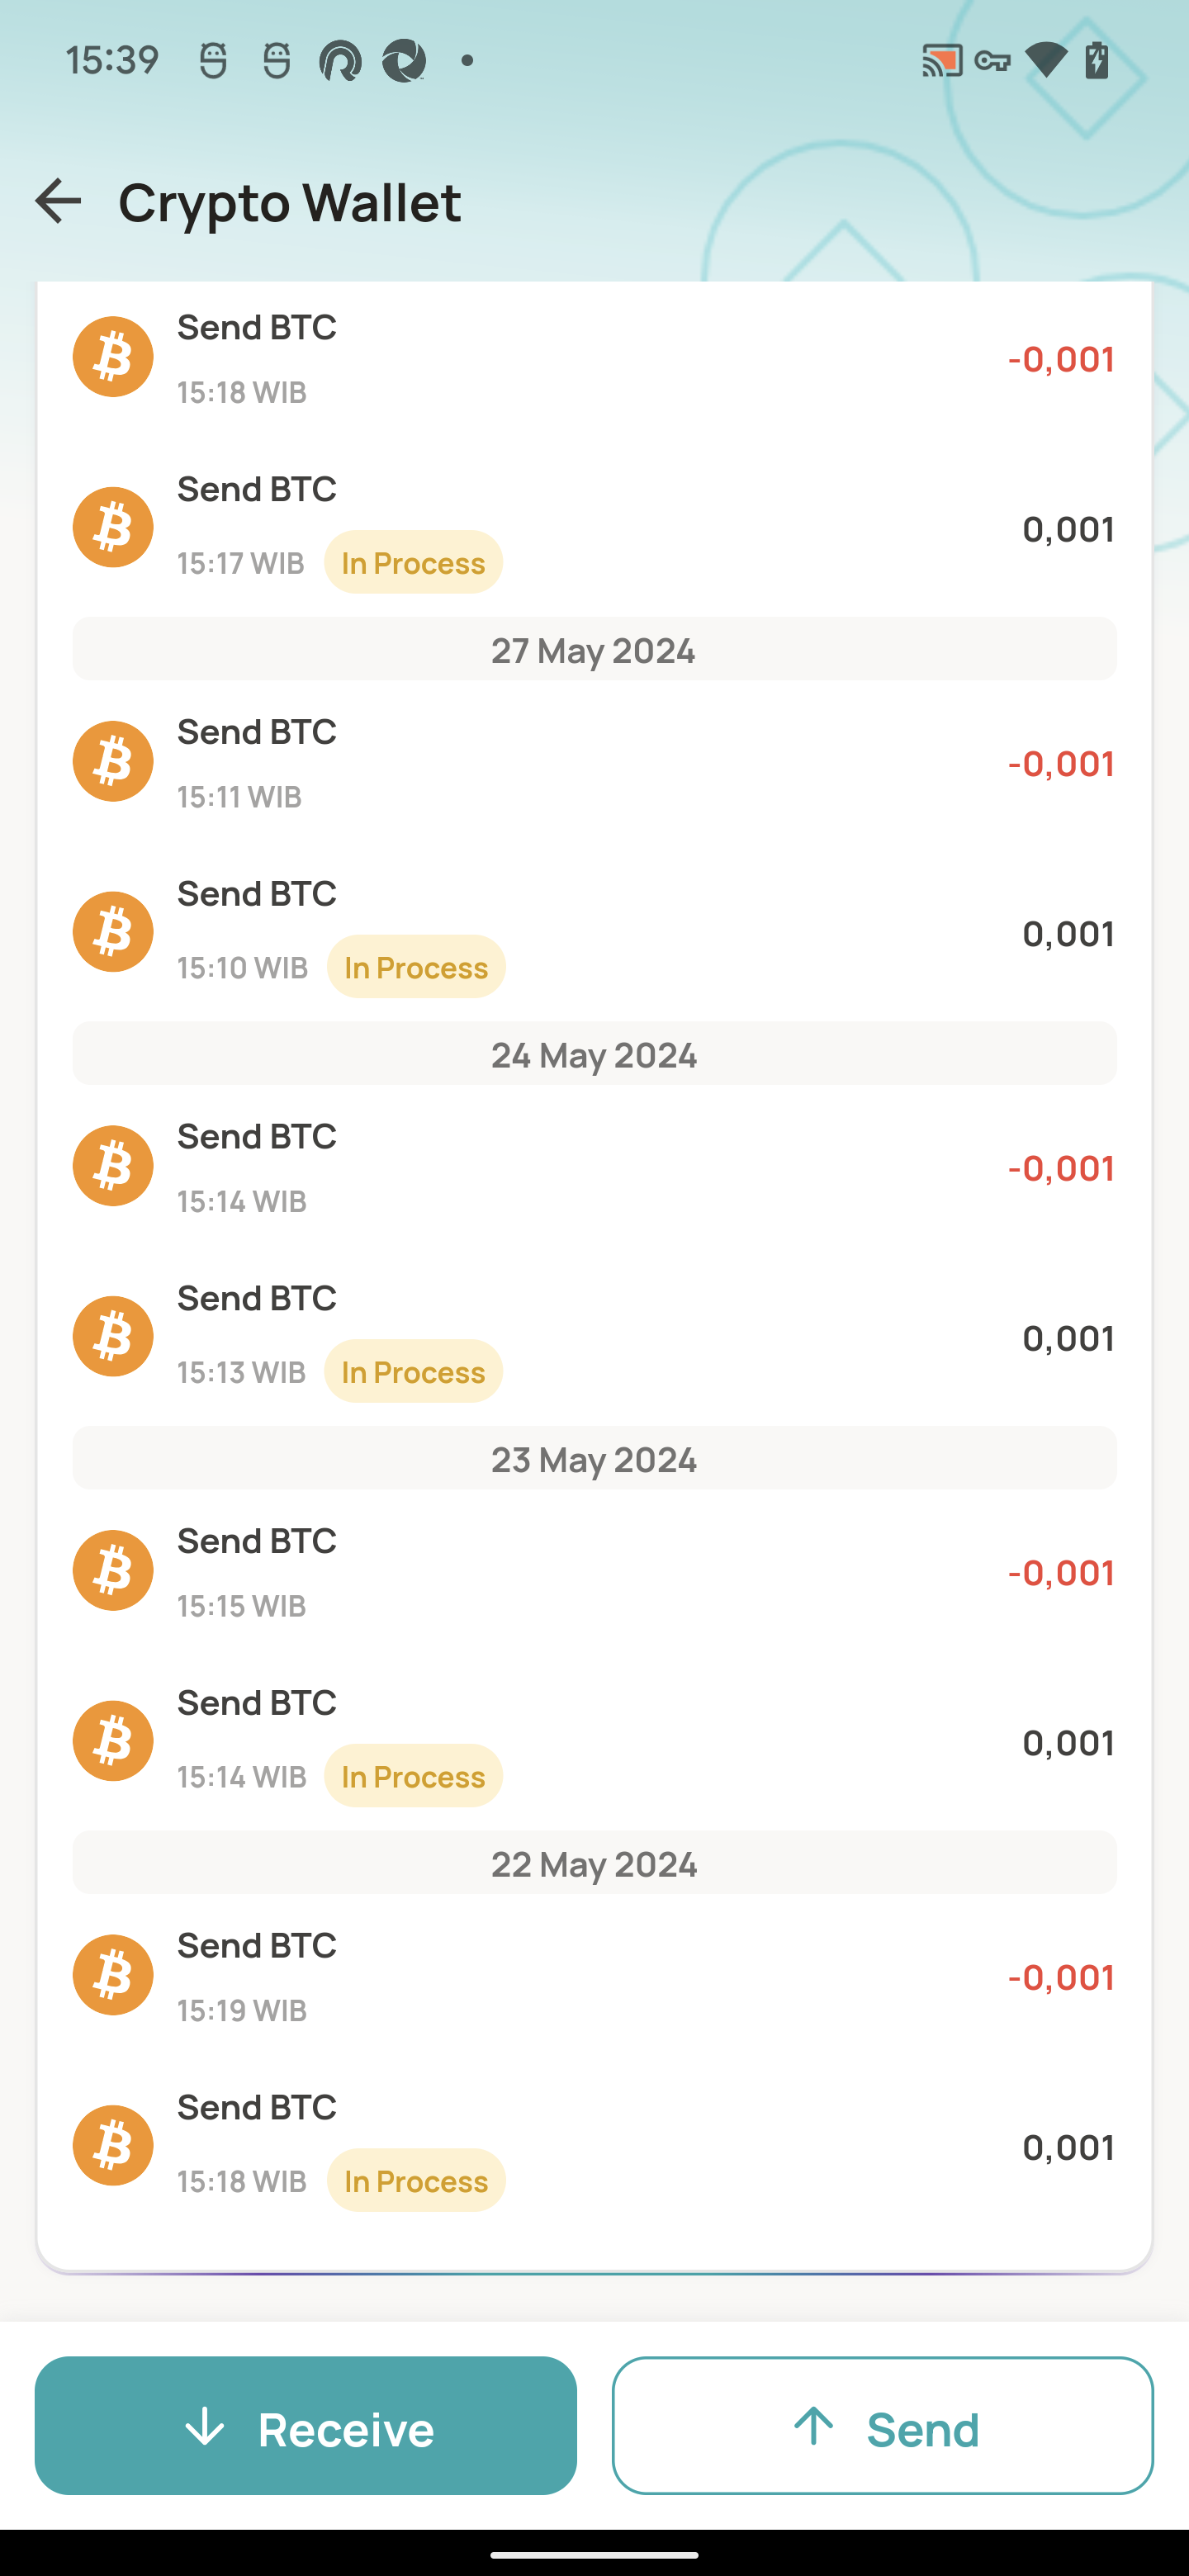 15:39
Crypto Wallet
Send BTC
-0,001
15:18 WIB
Send BTC
0,001
15:17 WIB In Process
27 May 2024
Send BTC
-0,001
15:11 WIB
Send BTC
0,001
15:10 WIB In Process
24 May 2024
Send BTC
-0,001
15:14 WIB
Send BTC
0,001
15:13 WIB In Process
23 May 2024
Send BTC
-0,001
15:15 WIB
Send BTC
0,001
15:14 WIB In Process
22 May 2024
Send BTC
-0,001
15:19 WIB
Send BTC
0,001
15:18 WIB In Process
Receive
Send